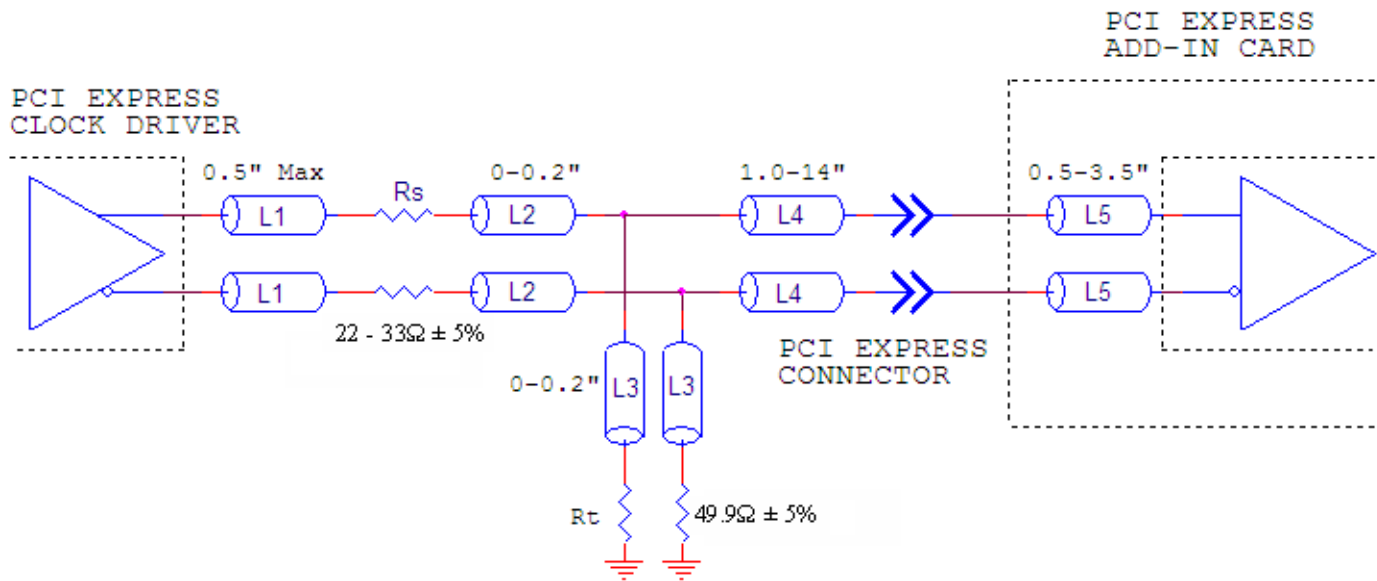 PCI EXPRESS
ADD-IN CARD
PCI EXPRESS
CLOCK DRIVER
0.5" Max
Rs
0-0.2"
1.0-14"
0.5-3.5"
L1
L2
L4
L5
L1
L2
L4
L5
22 - 33Ω ± 5%
PCI EXPRESS
CONNECTOR
0-0.2"
L3
L3
Rt
49.9Ω ± 5%